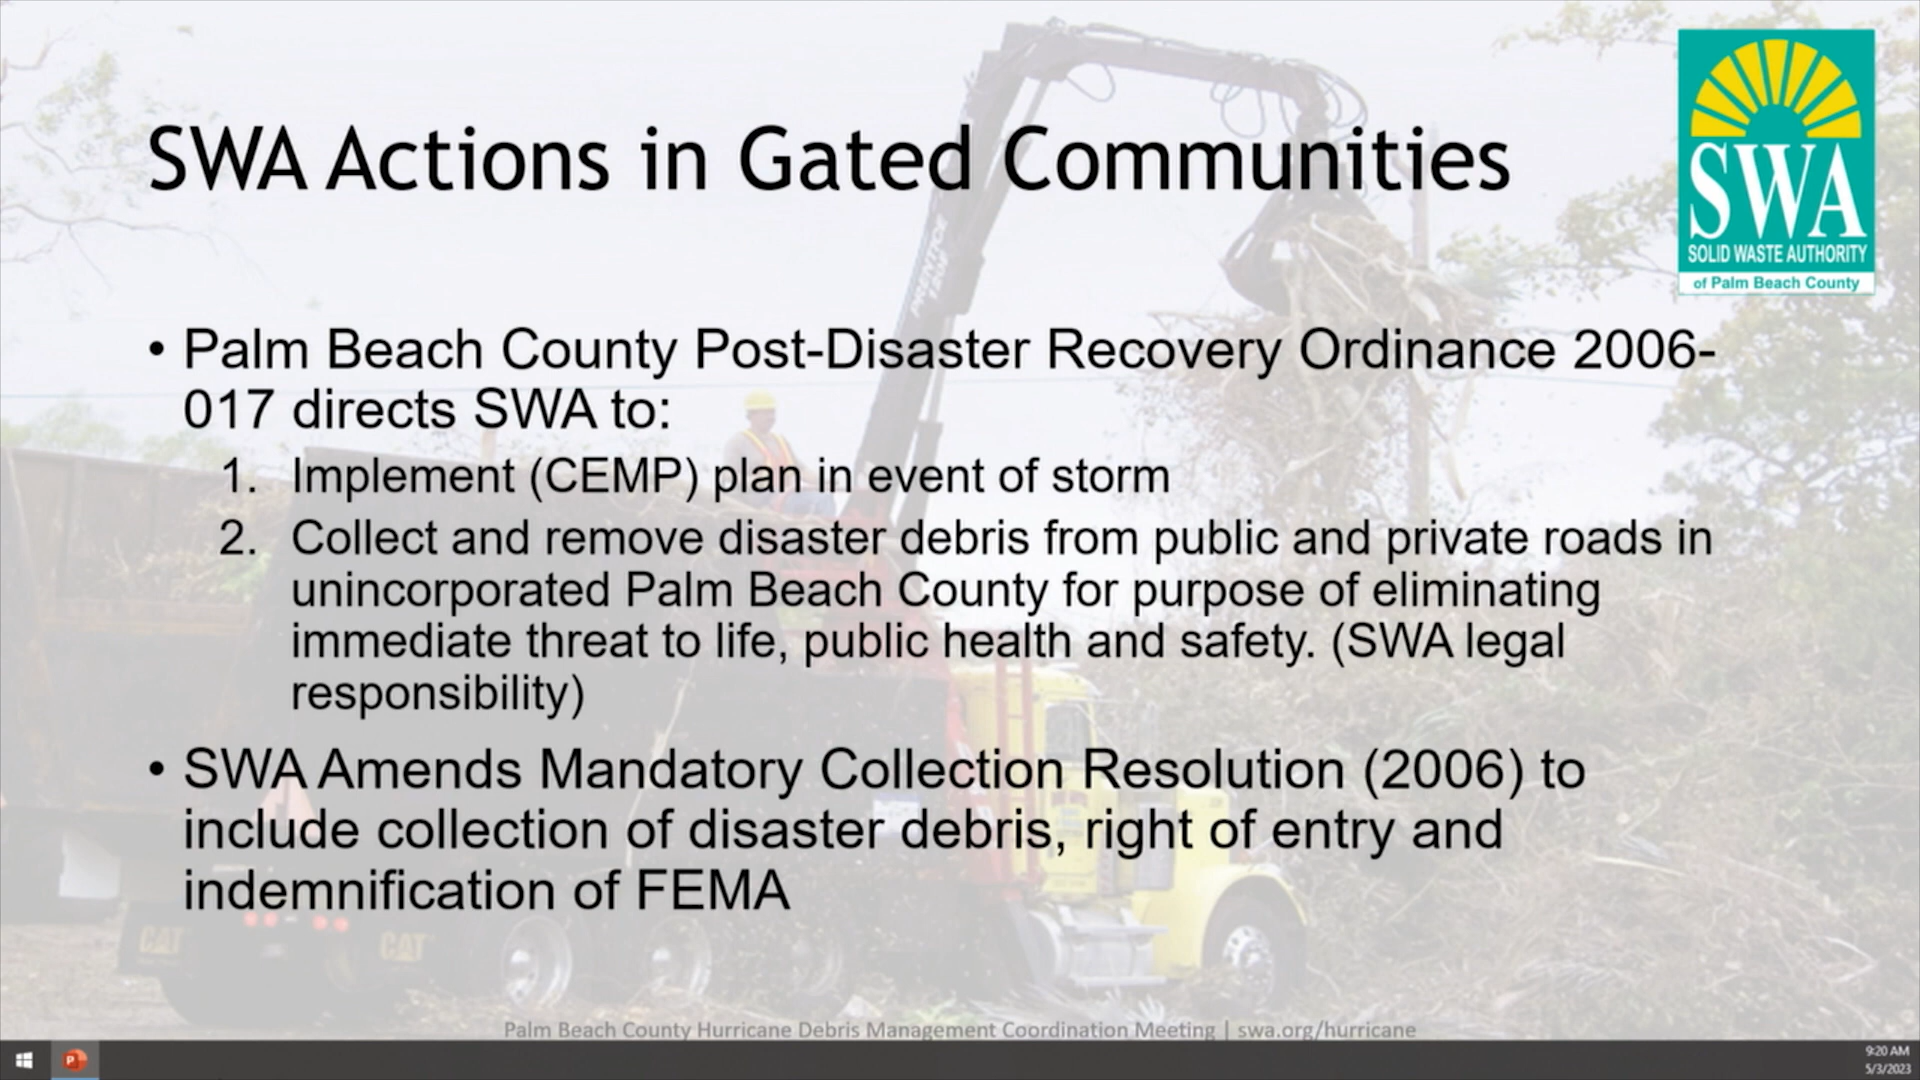 SWA Actions in Gated Communities
SWA
SOLID WASTE AUTHORITY
of Palm Beach County
PRENTICE
• Palm Beach County Post-Disaster Recovery Ordinance 2006-
017 directs SWA to:
1. Implement (CEMP) plan in event of storm
2. Collect and remove disaster debris from public and private roads in
unincorporated Palm Beach County for purpose of eliminating
immediate threat to life, public health and safety. (SWA legal
responsibility)
• SWA Amends Mandatory Collection Resolution (2006) to
include collection of disaster debris, right of entry and
indemnification of FEMA
CAT CAT
Palm Beach County Hurricane Debris Management Coordination Meeting | swa.org/hurricane
9:20 AM
5/3/2023